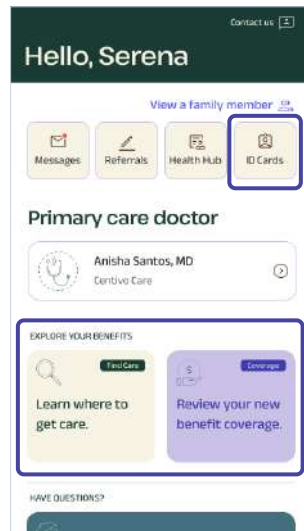 Contact us
Hello, Serena
View a family member
Messages
Referrals
Health Hub
ID Cards
Primary care doctor
Anisha Santos, MD
Centivo Care
EXPLORE YOUR BENEFITS
Find Care
Learn where to
get care.
Coverage
Review your new
benefit coverage.
HAVE QUESTIONS?